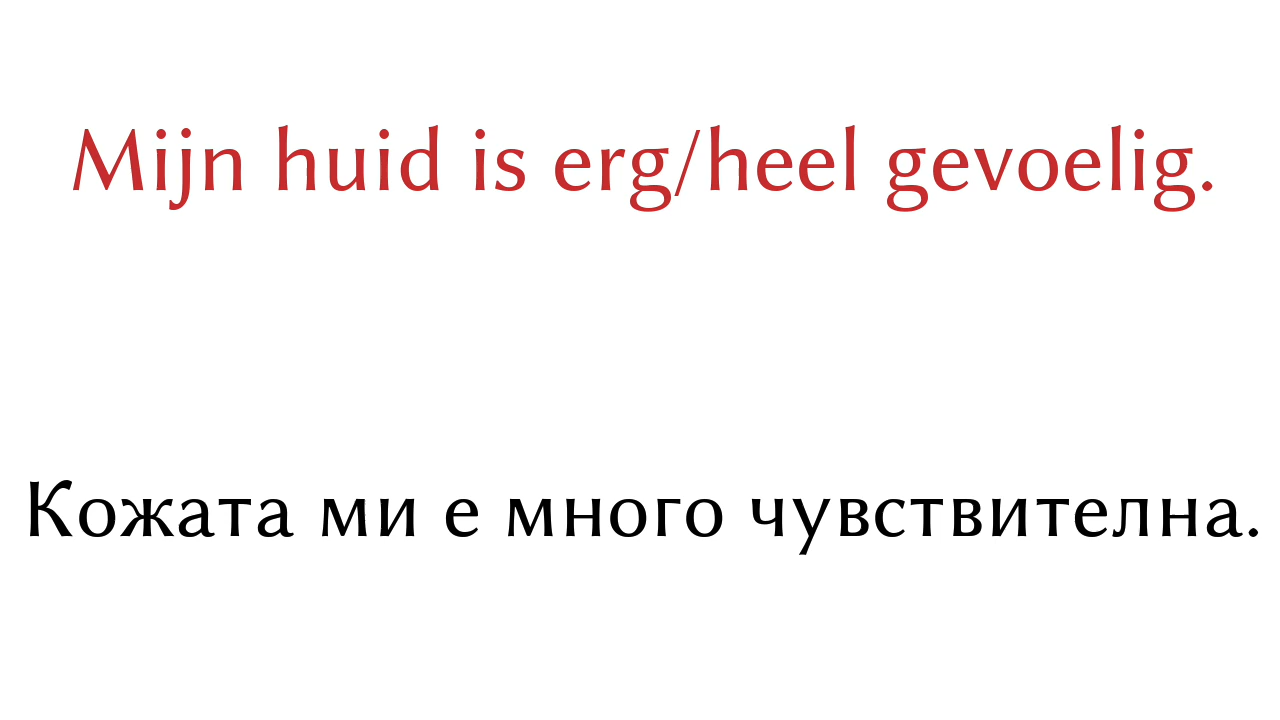 Mijn huid is erg/heel gevoelig.
Кожата ми е много чувствителна.